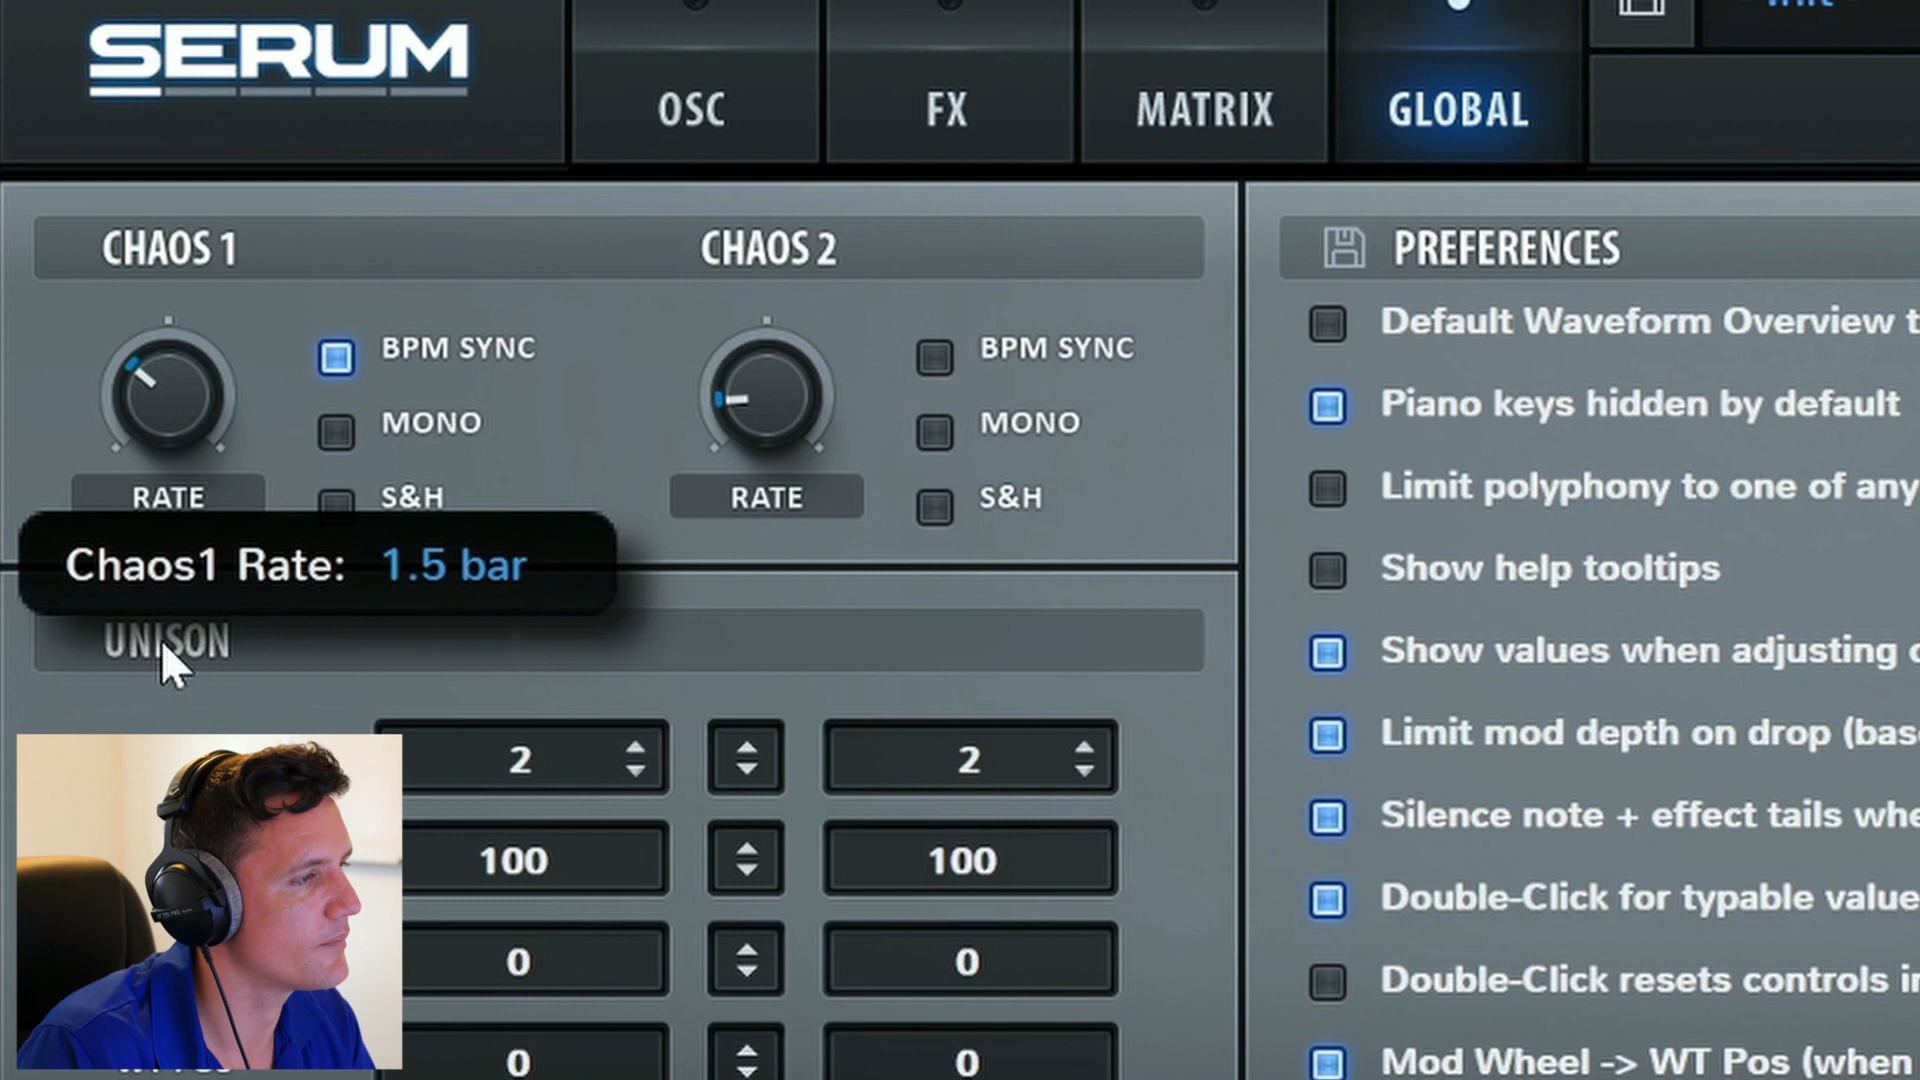 SERUM
OSC
FX
MATRIX
GLOBAL
CHAOS 1
CHAOS 2
BPM SYNC
MONO
S&H
RATE
BPM SYNC
MONO
S&H
RATE
Chaos1 Rate: 1.5 bar
UNISON
2
2
100
100
0
0
0
0
PREFERENCES
Default Waveform Overview t
Piano keys hidden by default
Limit polyphony to one of any
Show help tooltips
Show values when adjusting c
Limit mod depth on drop (bas
Silence note + effect tails whe
Double-Click for typable value
Double-Click resets controls i
Mod Wheel -> WT Pos (when